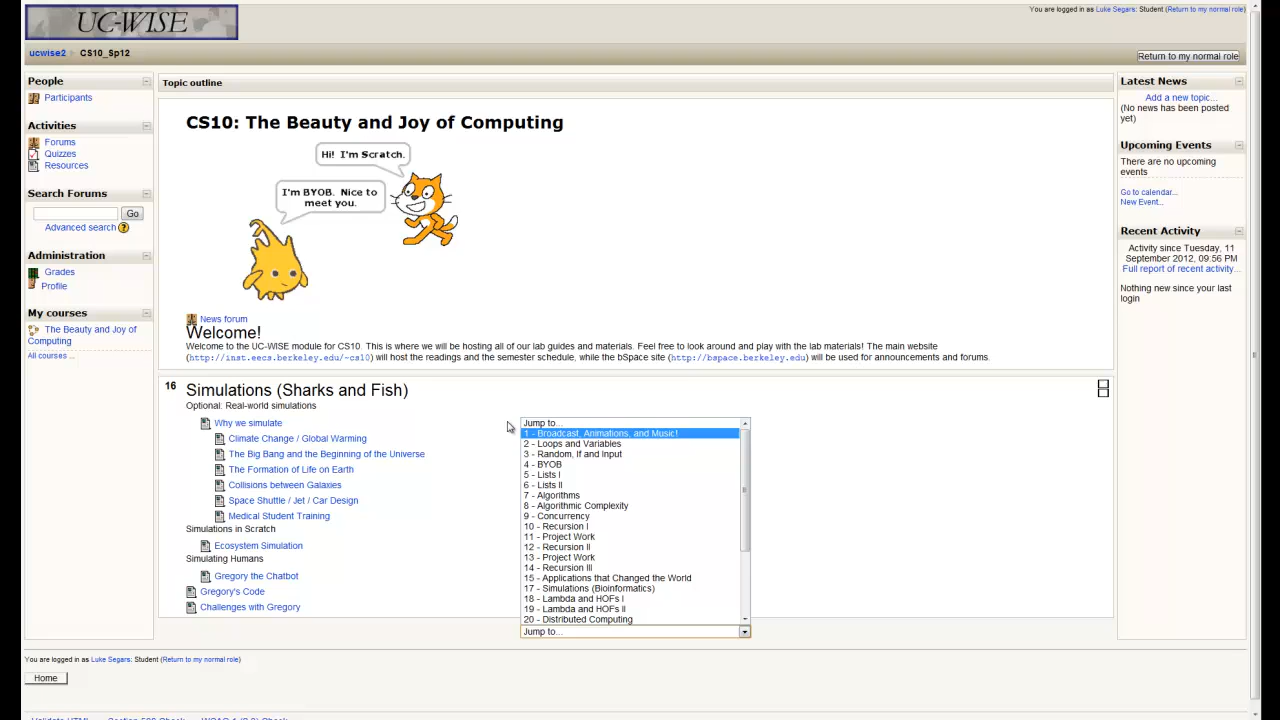 UC-WISE
You are logged in as Luke Segars: Student (Return to my normal role)
ucwise2 ► CS10_Sp12
Return to my normal role
People
Participants
Activities
Forums
Quizzes
Resources
Search Forums
Go
Advanced search ?
Administration
Grades
Profile
My courses
The Beauty and Joy of
Computing
All courses ...
Topic outline
CS10: The Beauty and Joy of Computing
Hi! I'm Scratch.
I'm BYOB. Nice to
meet you.
News forum
Welcome!
Welcome to the UC-WISE module for CS10. This is where we will be hosting all of our lab guides and materials. Feel free to look around and play with the lab materials! The main website
(http://inst.eecs.berkeley.edu/~cs10) will host the readings and the semester schedule, while the bSpace site (http://bspace.berkeley.edu) will be used for announcements and forums.
16
Simulations (Sharks and Fish)
Optional: Real-world simulations
Why we simulate
Climate Change / Global Warming
The Big Bang and the Beginning of the Universe
The Formation of Life on Earth
Collisions between Galaxies
Space Shuttle / Jet / Car Design
Medical Student Training
Simulations in Scratch
Ecosystem Simulation
Simulating Humans
Gregory the Chatbot
Gregory's Code
Challenges with Gregory
Jump to...
1 - Broadcast, Animations, and Music!
2 - Loops and Variables
3 - Random, If and Input
4 - BYOB
5 - Lists I
6 - Lists II
7 - Algorithms
8 - Algorithmic Complexity
9 - Concurrency
10 - Recursion I
11 - Project Work
12 - Recursion II
13 - Project Work
14 - Recursion III
15 - Applications that Changed the World
17 - Simulations (Bioinformatics)
18 - Lambda and HOFs I
19 - Lambda and HOFs II
20 - Distributed Computing
Jump to...
Latest News
Add a new topic...
(No news has been posted
yet)
Upcoming Events
There are no upcoming
events
Go to calendar...
New Event...
Recent Activity
Activity since Tuesday, 11
September 2012, 09:56 PM
Full report of recent activity...
Nothing new since your last
login
You are logged in as Luke Segars: Student (Return to my normal role)
Home